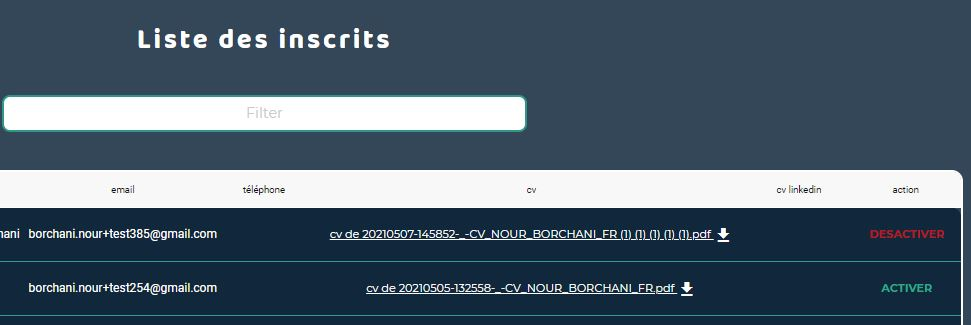 Liste des inscrits
Filter
email téléphone cv cv linkedin action
hani borchani.nour+test385@gmail.com cv de 20210507-145852-_-CV_NOUR_BORCHANI_FR (1) (1) (1) (1) (1).pdf DESACTIVER
borchani.nour+test254@gmail.com cv de 20210505-132558-_-CV_NOUR_BORCHANI_FR.pdf ACTIVER